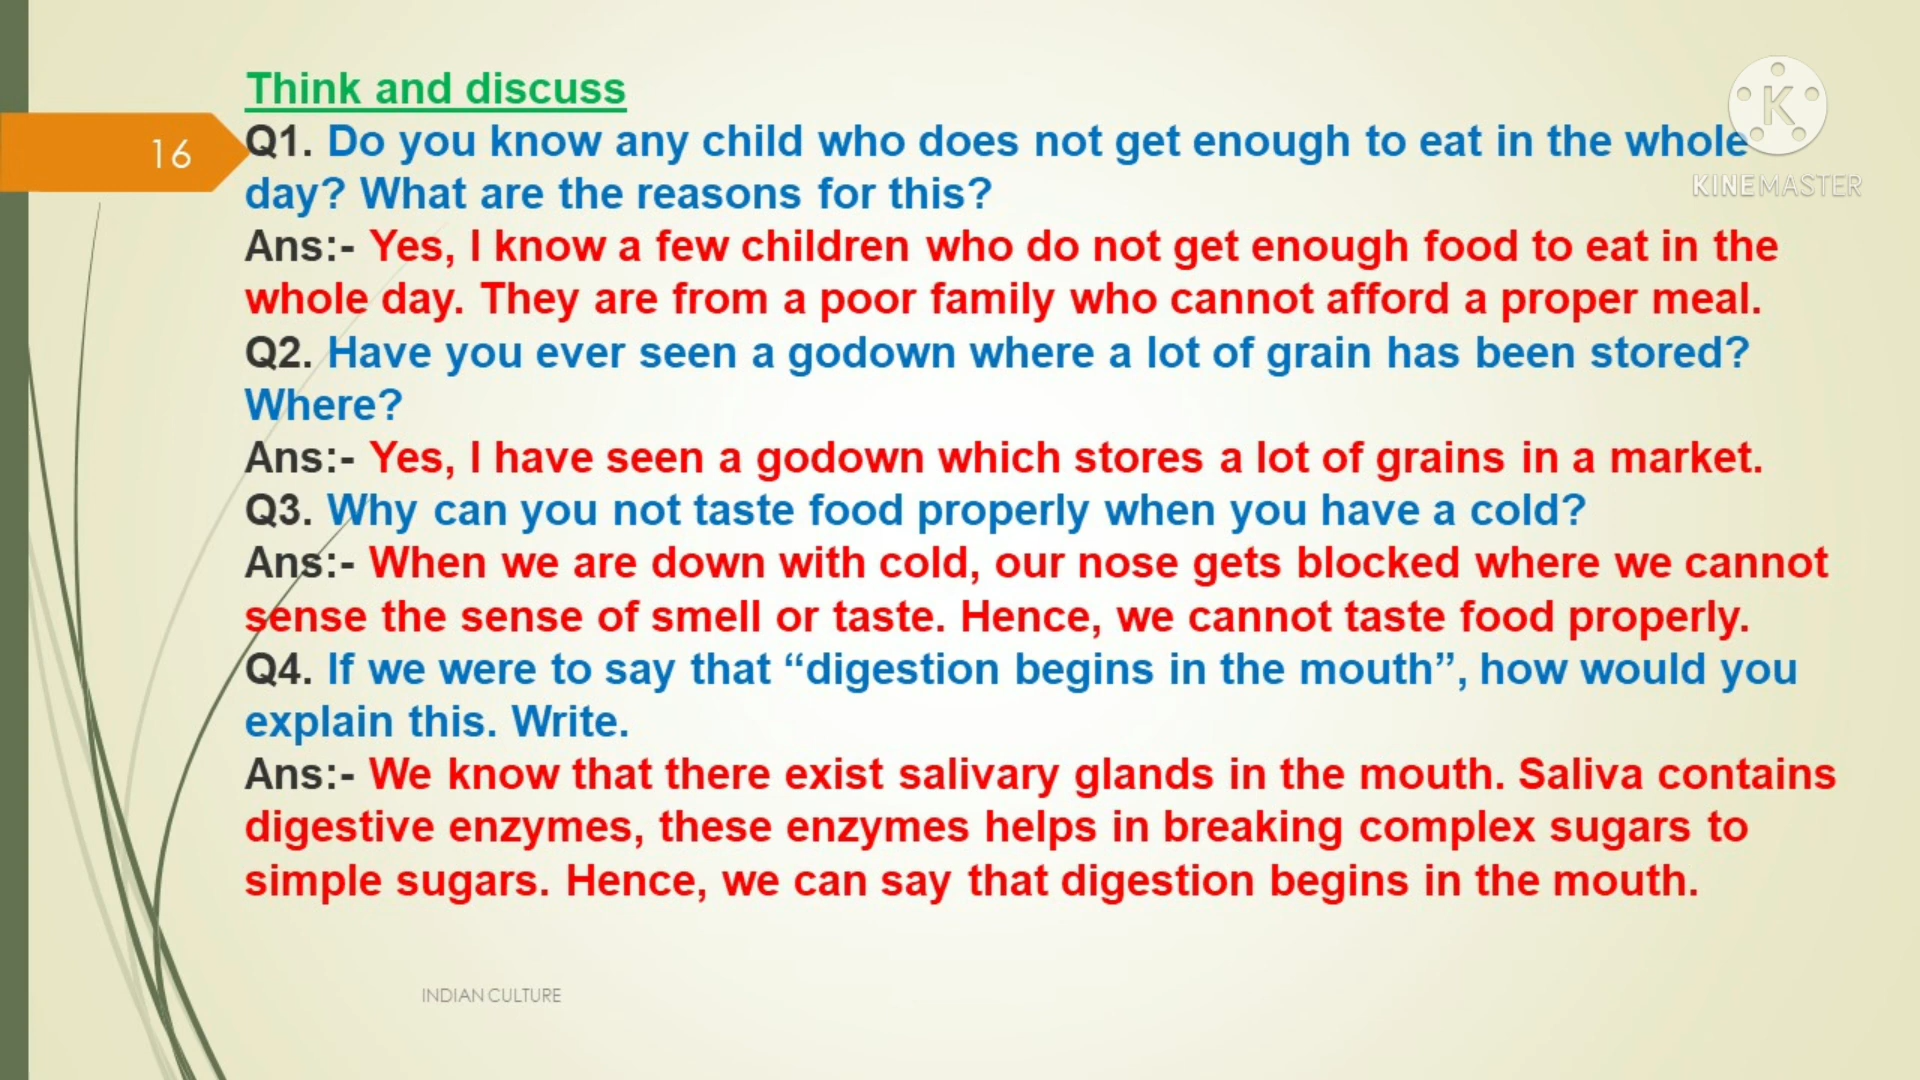 Think and discuss
Q1. Do you know any child who does not get enough to eat in the whole
day? What are the reasons for this?
Ans:- Yes, I know a few children who do not get enough food to eat in the
whole day. They are from a poor family who cannot afford a proper meal.
Q2. Have you ever seen a godown where a lot of grain has been stored?
Where?
Ans:- Yes, I have seen a godown which stores a lot of grains in a market.
Q3. Why can you not taste food properly when you have a cold?
Ans:- When we are down with cold, our nose gets blocked where we cannot
sense the sense of smell or taste. Hence, we cannot taste food properly.
Q4. If we were to say that “digestion begins in the mouth”, how would you
explain this. Write.
Ans:- We know that there exist salivary glands in the mouth. Saliva contains
digestive enzymes, these enzymes helps in breaking complex sugars to
simple sugars. Hence, we can say that digestion begins in the mouth.
16
K
KINEMASTER
INDIAN CULTURE